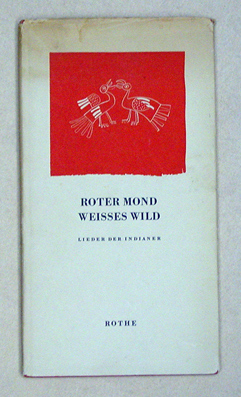 ROTER MOND
WEISSES WILD
LIEDER DER INDIANER
ROTHE